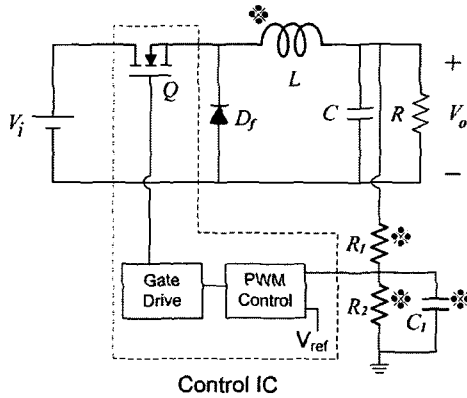 ※
L
Q
V_i
D_f
C
R
+
V_o
−
R_1 ※
Gate Drive
PWM Control
R_2 ※
C_1 ※
V_ref
Control IC